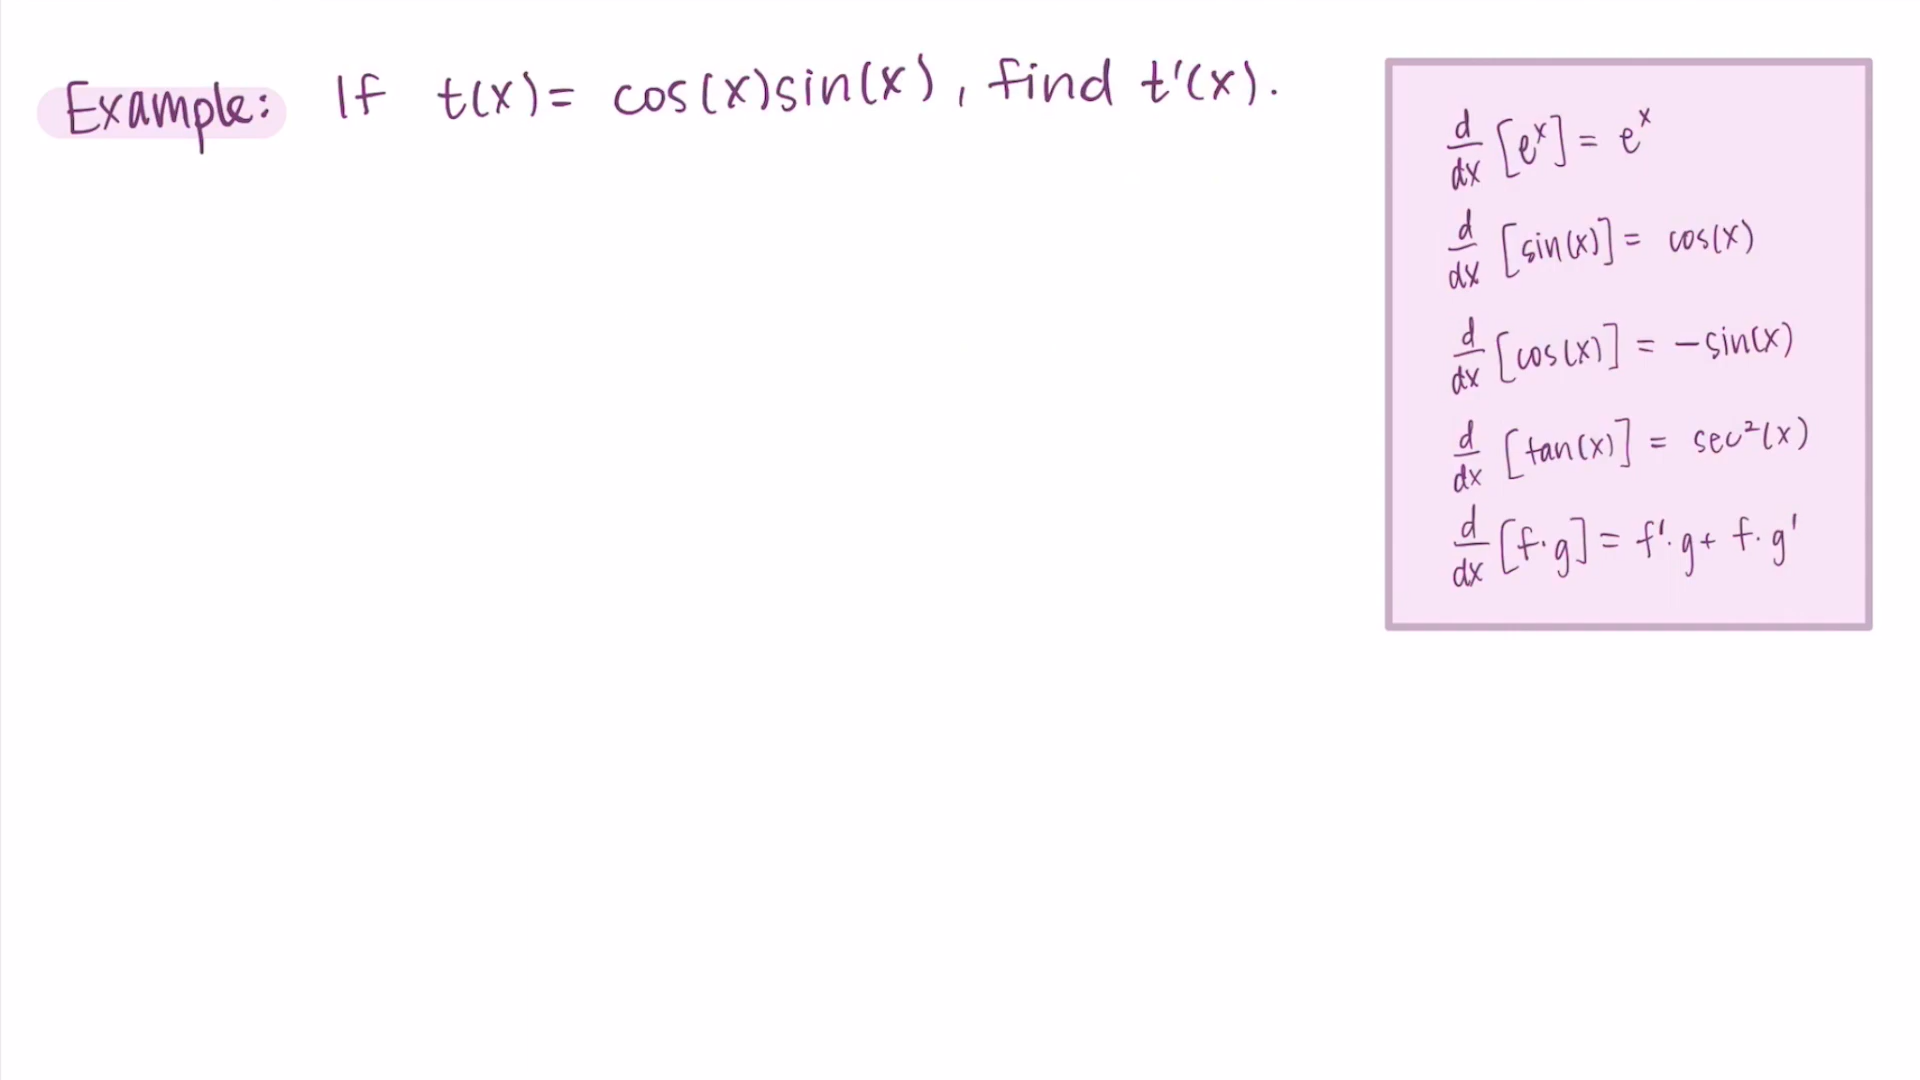 Example: If t(x) = cos(x)sin(x), find t'(x).
d/dx [e^x] = e^x
d/dx [sin(x)] = cos(x)
d/dx [cos(x)] = -sin(x)
d/dx [tan(x)] = sec²(x)
d/dx [f·g] = f'·g + f·g'